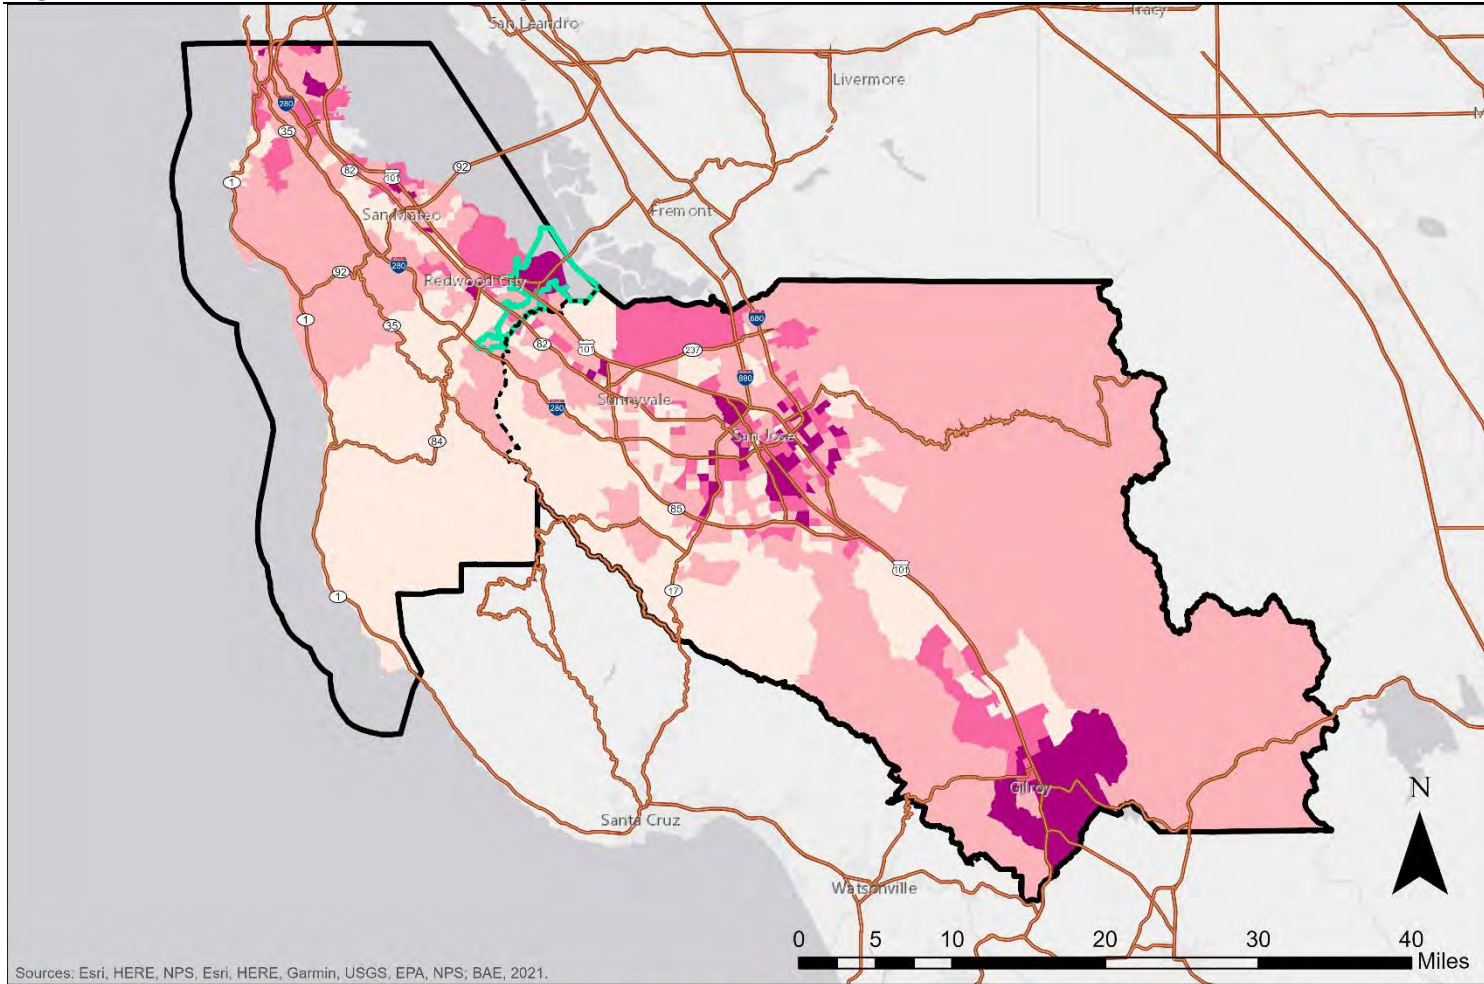 San Leandro
Tracy
Livermore
280
35
82
101
92
1
San Mateo
Fremont
92
280
Redwood City
1
35
82
101
237
680
880
280
Sunnyvale
San Jose
84
85
101
17
1
Gilroy
Santa Cruz
Watsonville
N
0 5 10 20 30 40
Miles
Sources: Esri, HERE, NPS, Esri, HERE, Garmin, USGS, EPA, NPS; BAE, 2021.